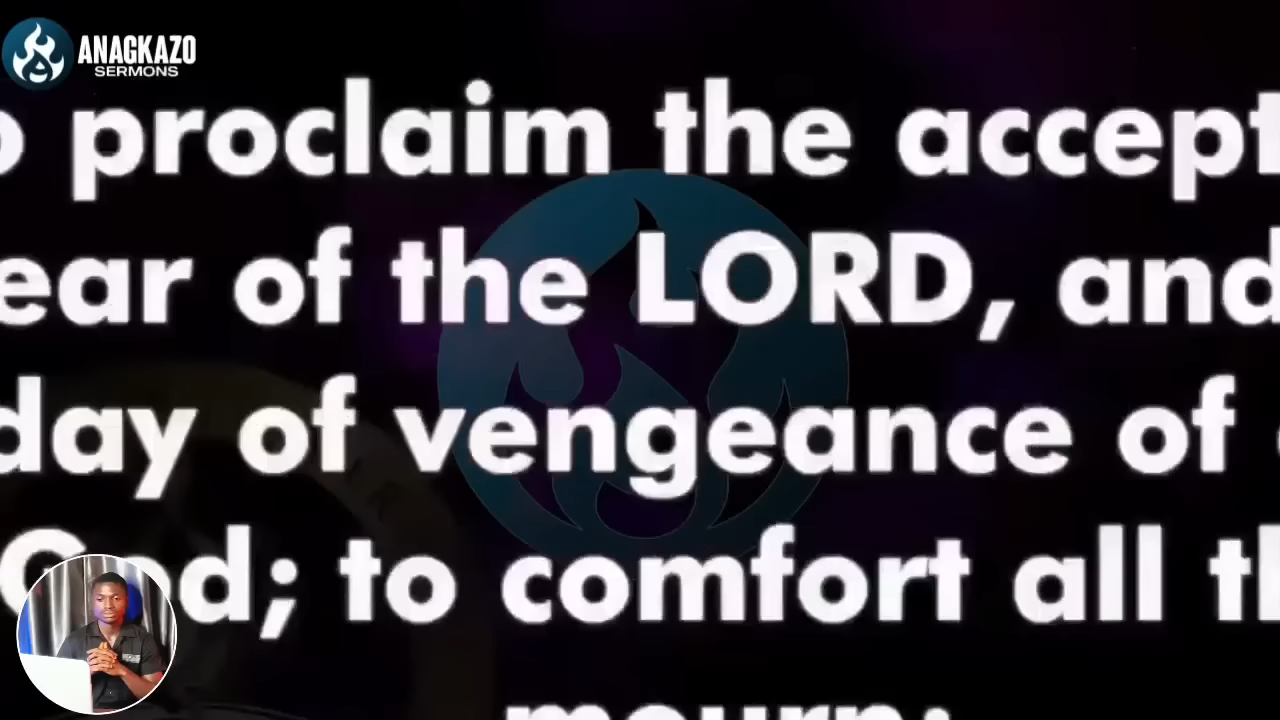 ANAGKAZO
SERMONS
o proclaim the accept
ear of the LORD, and
day of vengeance of
God; to comfort all th
mourn;